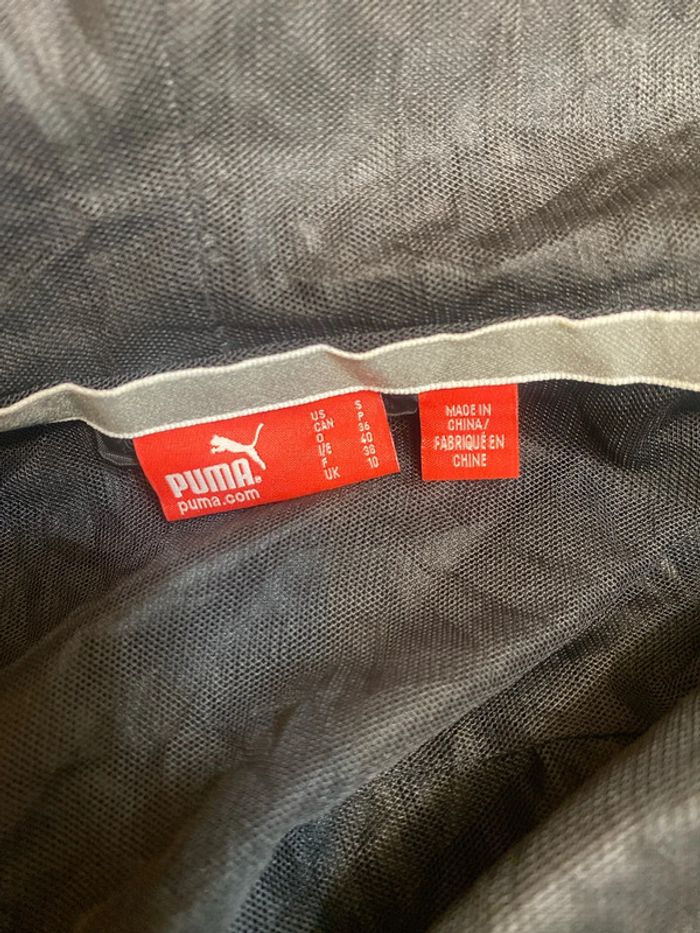 PUMA®
puma.com
US S
CAN P
D 36
I/E 40
F 38
UK 10
MADE IN
CHINA/
FABRIQUÉ EN
CHINE